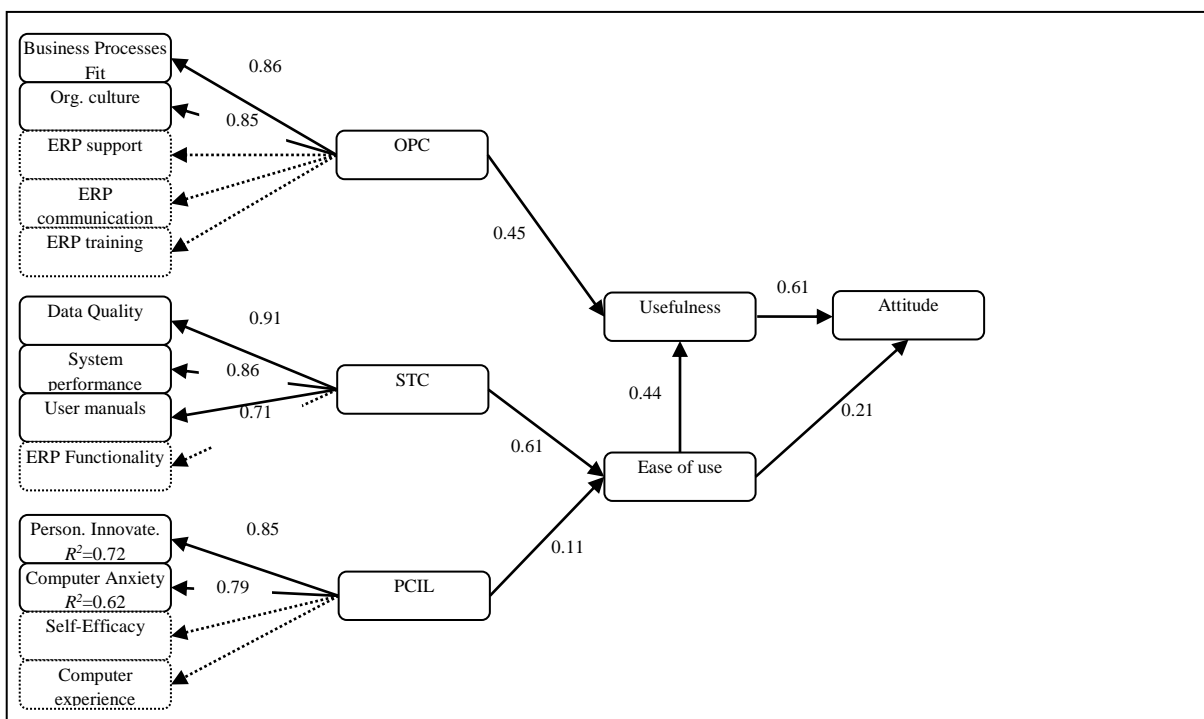 Business Processes
Fit
0.86
Org. culture
0.85
ERP support
OPC
ERP
communication
ERP training
0.45
Data Quality
0.91
Usefulness
0.61
Attitude
System
performance
0.86
STC
User manuals
0.71
0.44
0.21
ERP Functionality
0.61
Ease of use
Person. Innovate.
R²=0.72
0.85
0.11
Computer Anxiety
R²=0.62
0.79
PCIL
Self-Efficacy
Computer
experience